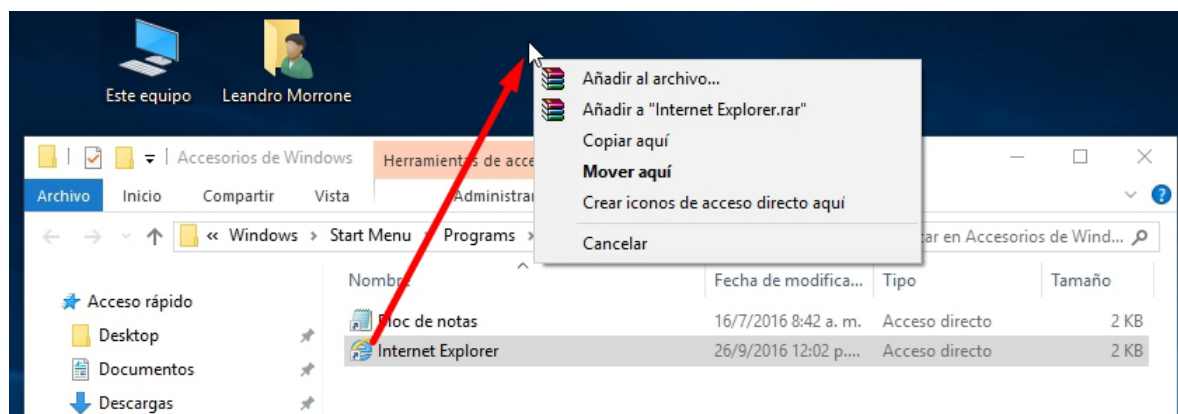 Este equipo
Leandro Morrone
Añadir al archivo...
Añadir a "Internet Explorer.rar"
Copiar aquí
Mover aquí
Crear iconos de acceso directo aquí
Cancelar
Accesorios de Windows
Herramientas de acce
Archivo Inicio Compartir Vista Administrar
« Windows > Start Menu > Programs >
ar en Accesorios de Wind...
Nombre Fecha de modifica... Tipo Tamaño
Acceso rápido
Desktop
Documentos
Descargas
Bloc de notas 16/7/2016 8:42 a. m. Acceso directo 2 KB
Internet Explorer 26/9/2016 12:02 p.... Acceso directo 2 KB